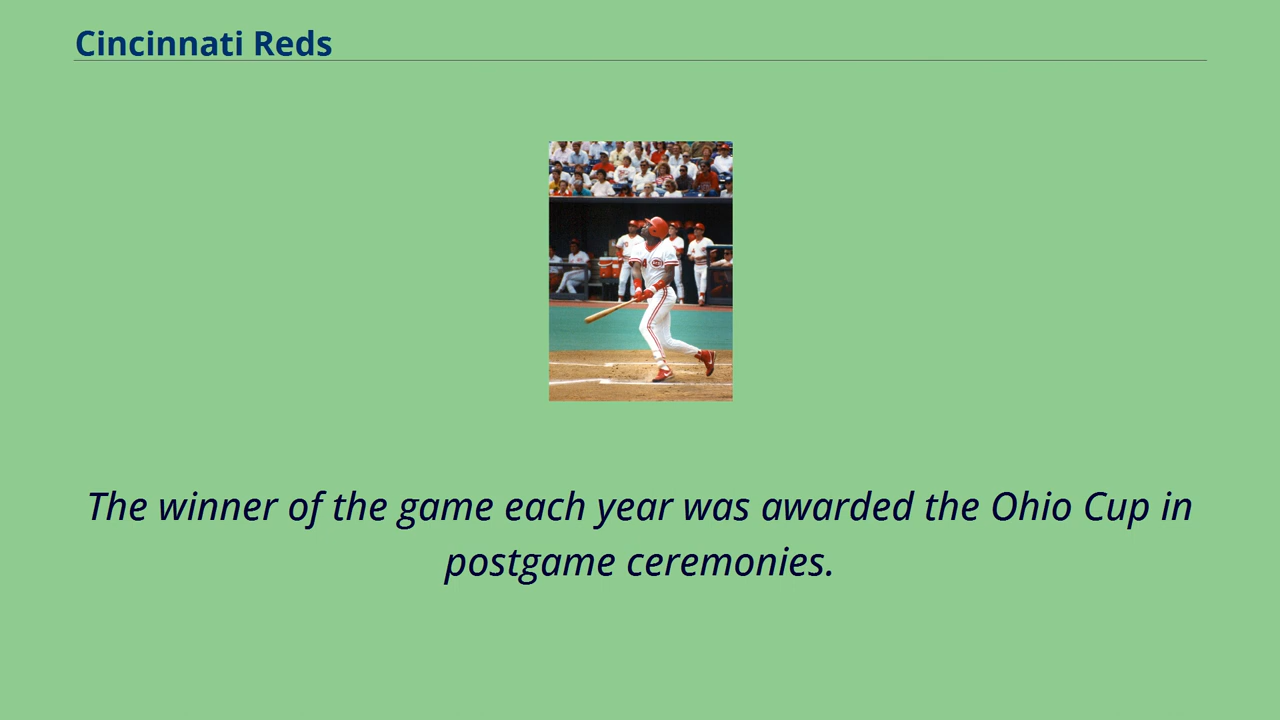 Cincinnati Reds
The winner of the game each year was awarded the Ohio Cup in
postgame ceremonies.